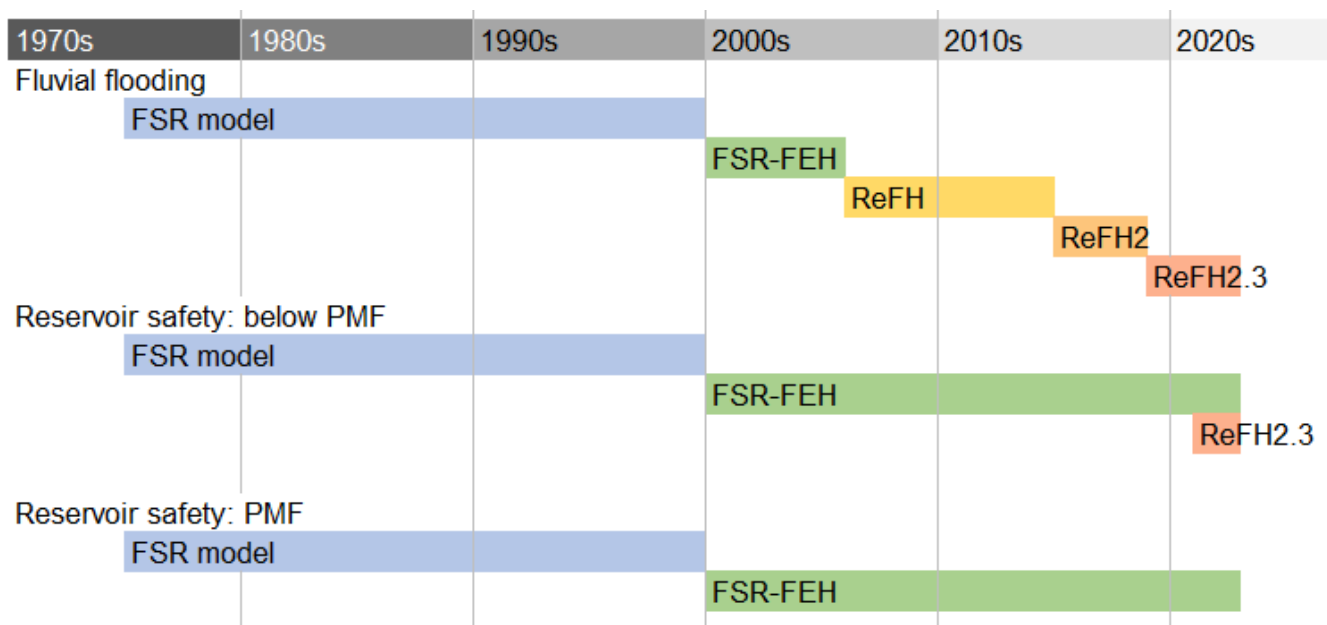 1970s 1980s 1990s 2000s 2010s 2020s
Fluvial flooding
FSR model
FSR-FEH
ReFH
ReFH2
ReFH2.3
Reservoir safety: below PMF
FSR model
FSR-FEH
ReFH2.3
Reservoir safety: PMF
FSR model
FSR-FEH